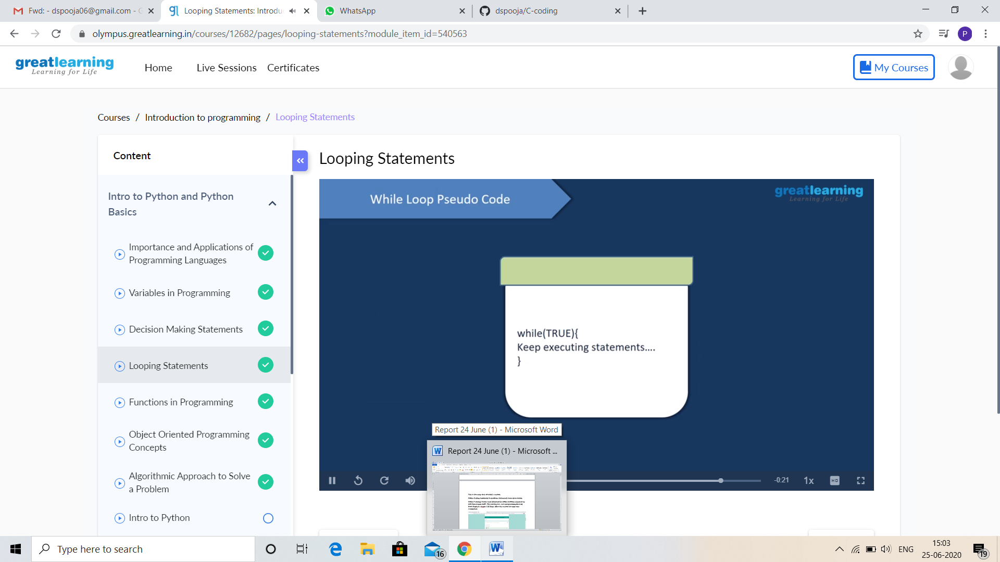 Fwd: - dspooja06@gmail.com - G
Looping Statements: Introdu
WhatsApp
dspooja/C-coding
olympus.greatlearning.in/courses/12682/pages/looping-statements?module_item_id=540563
P
greatlearning
Learning for Life
Home
Live Sessions
Certificates
My Courses
Courses / Introduction to programming / Looping Statements
Content
Looping Statements
Intro to Python and Python
Basics
Importance and Applications of
Programming Languages
Variables in Programming
Decision Making Statements
Looping Statements
Functions in Programming
Object Oriented Programming
Concepts
Algorithmic Approach to Solve
a Problem
Intro to Python
While Loop Pseudo Code
greatlearning
Learning for Life
while(TRUE){
Keep executing statements....
}
Report 24 June (1) - Microsoft Word
Report 24 June (1) - Microsoft ...
-0:21
1x
HD
Type here to search
16
ENG
15:03
25-06-2020
19